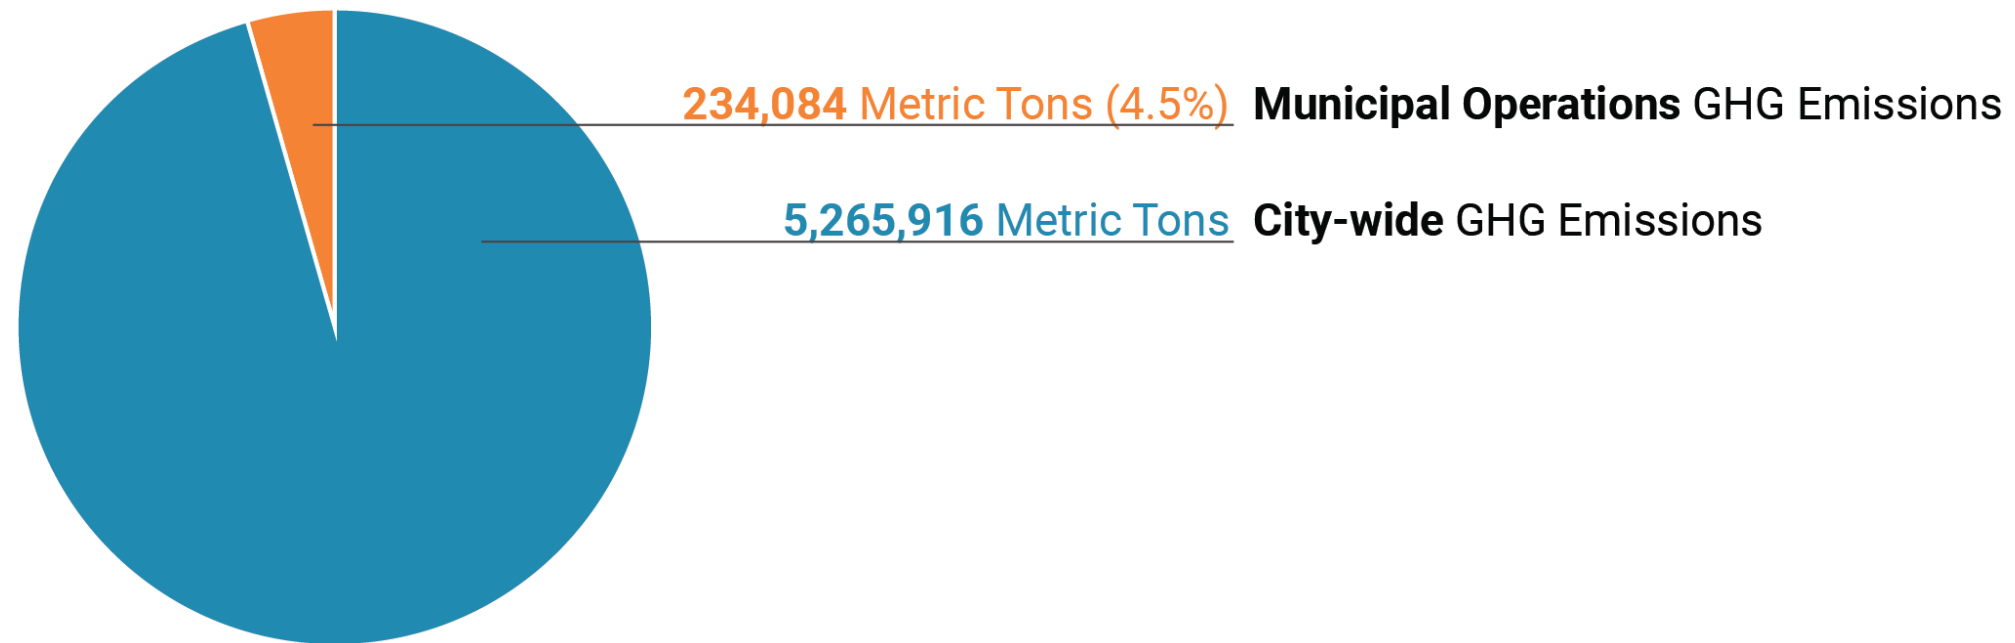 234,084 Metric Tons (4.5%) Municipal Operations GHG Emissions
5,265,916 Metric Tons City-wide GHG Emissions